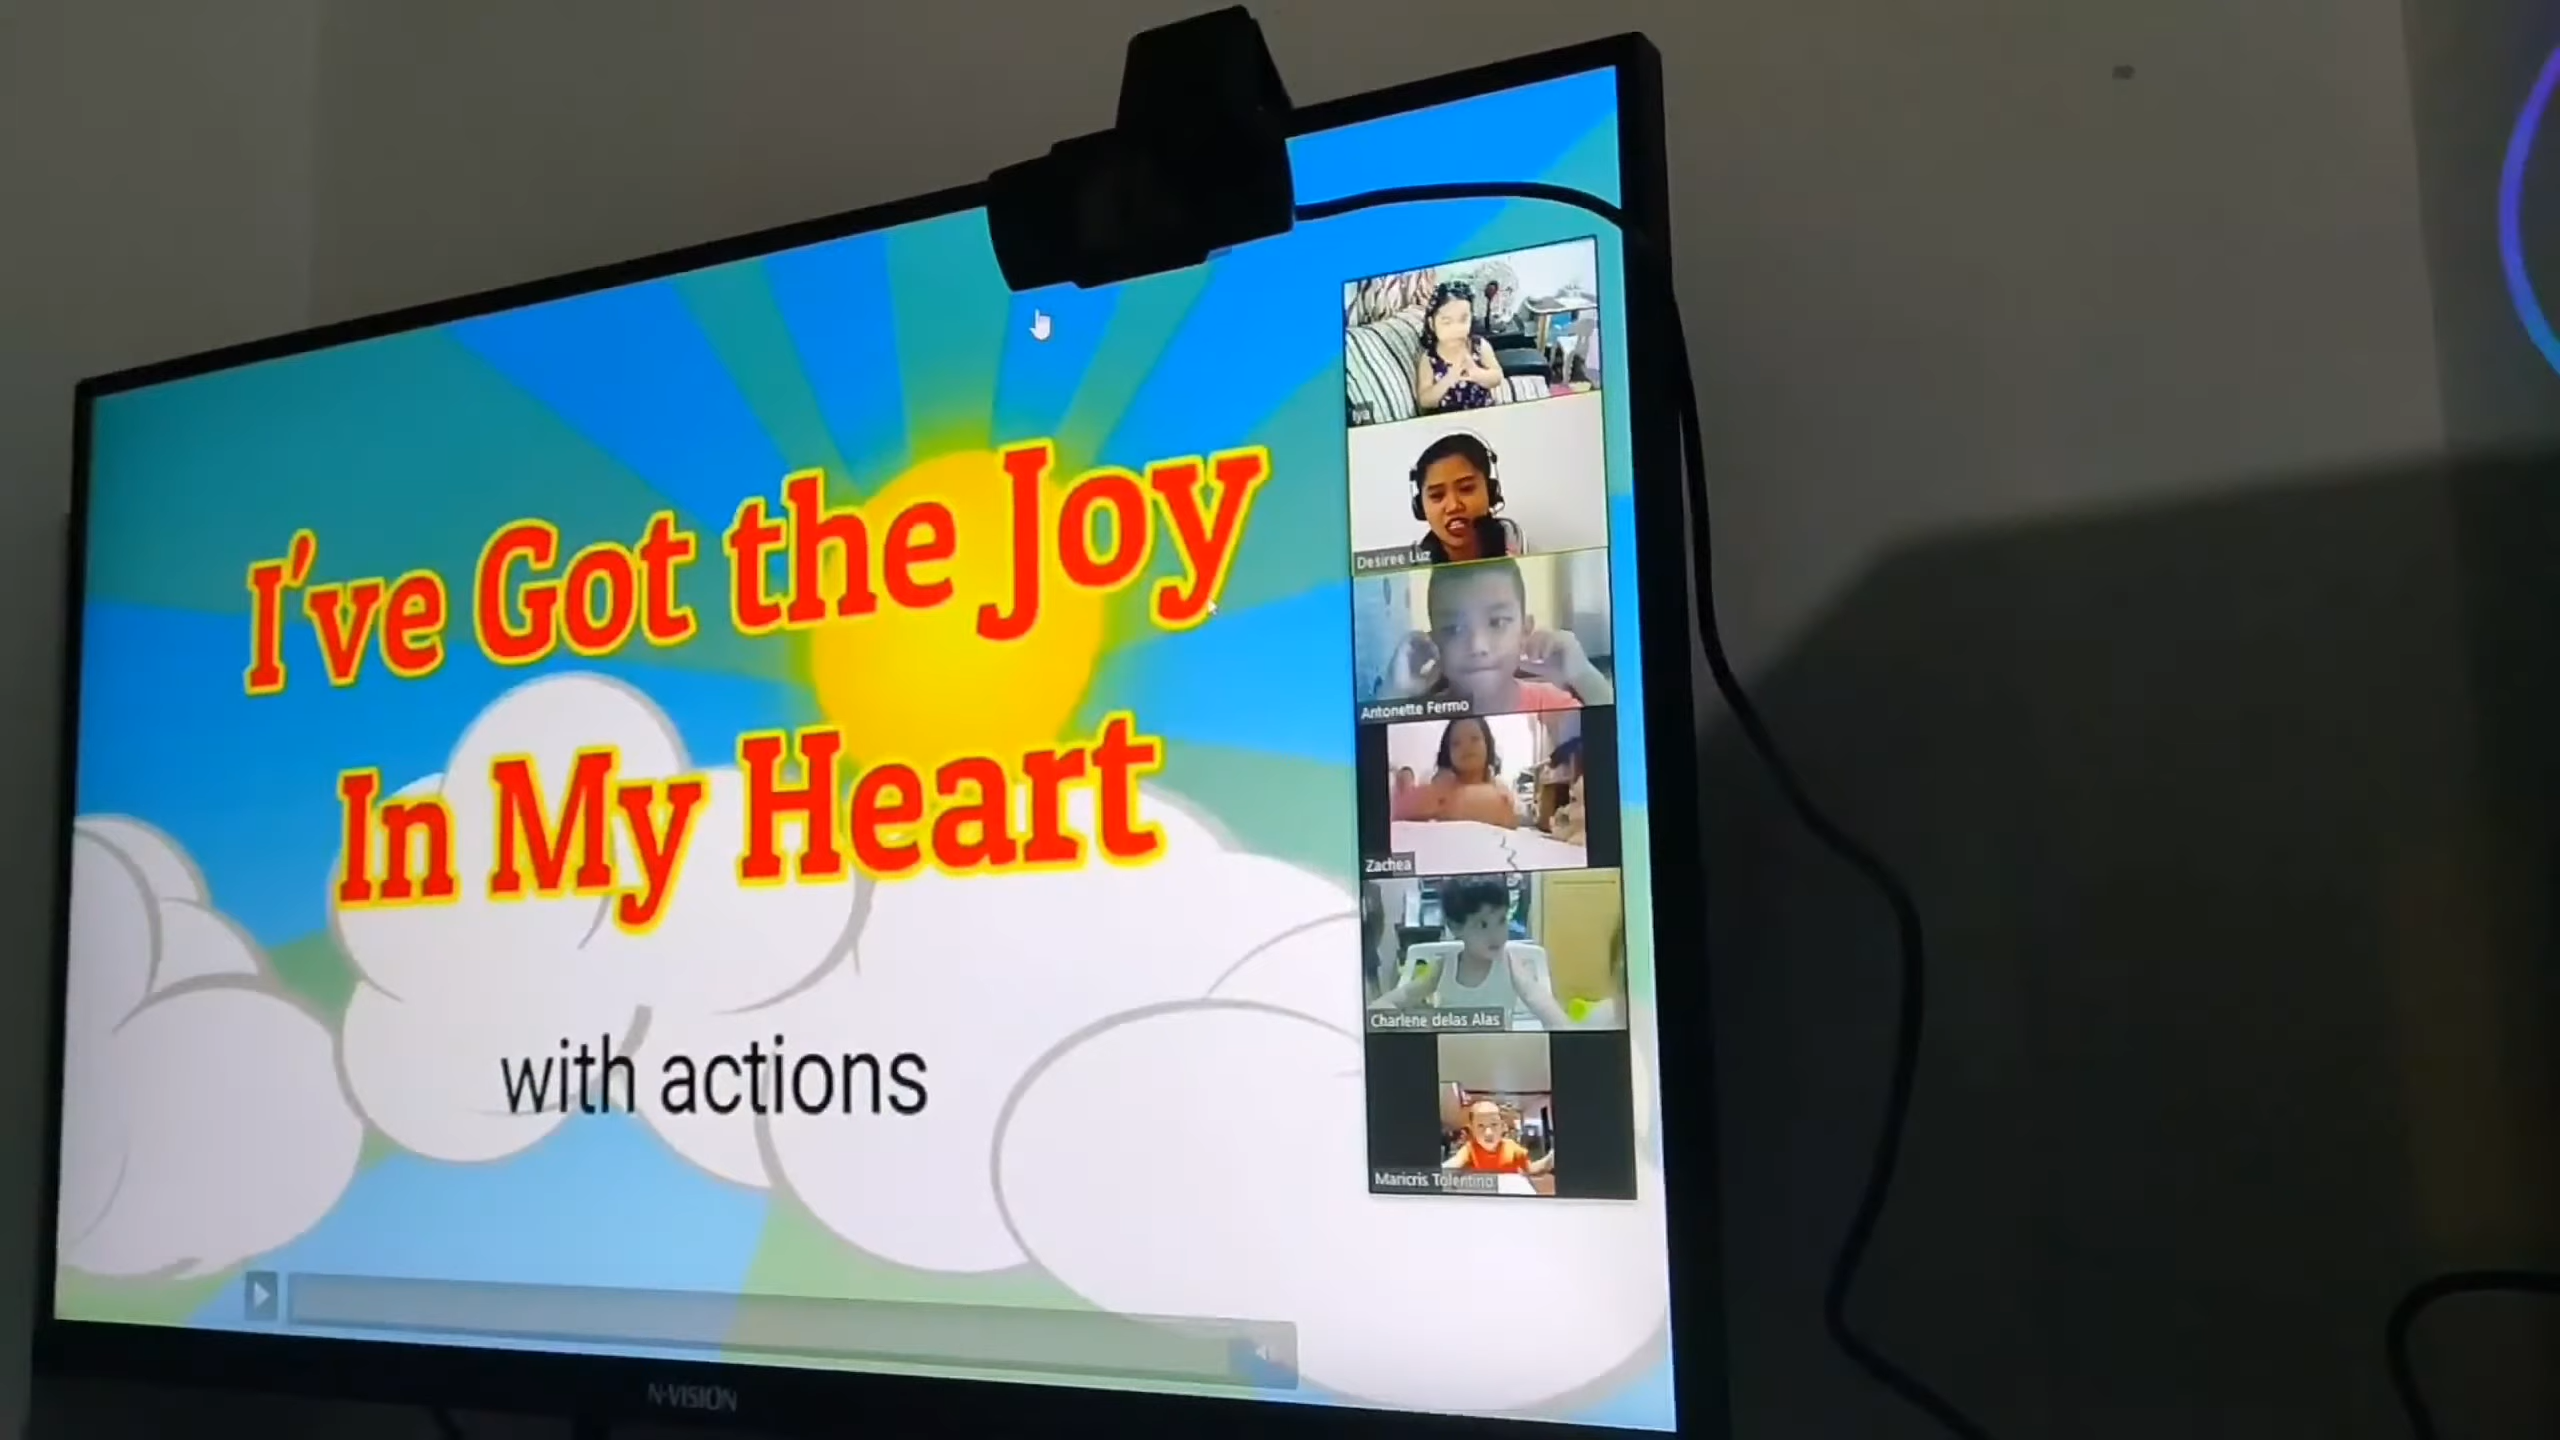 I've Got the Joy
In My Heart
with actions
Desiree Luz
Antonette Fermo
Zachea
Charlene delas Alas
Maricris Tolentino
N-VISION